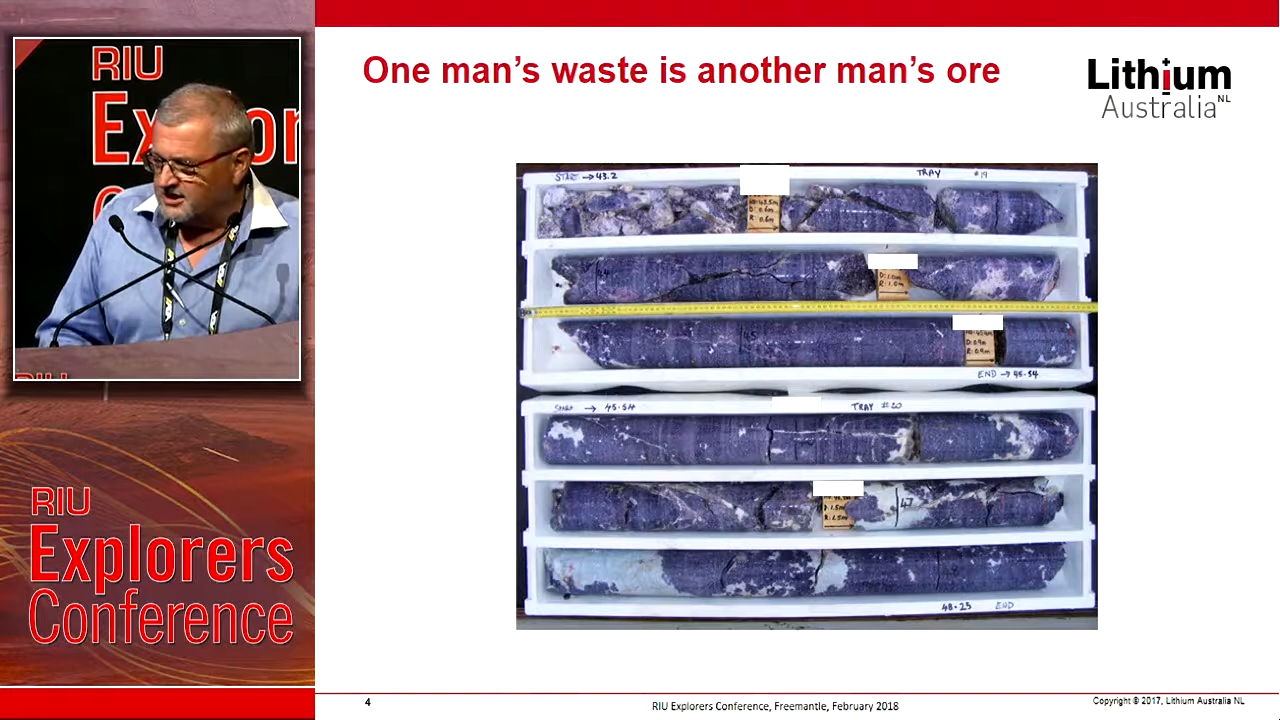 RIU
One man's waste is another man's ore
Lithium
Australia NL
START → 43.2
TRAY #19
END → 45.54
START → 45.54
TRAY #20
47
48.23 END
RIU
Explorers
Conference
4
RIU Explorers Conference, Freemantle, February 2018
Copyright © 2017, Lithium Australia NL